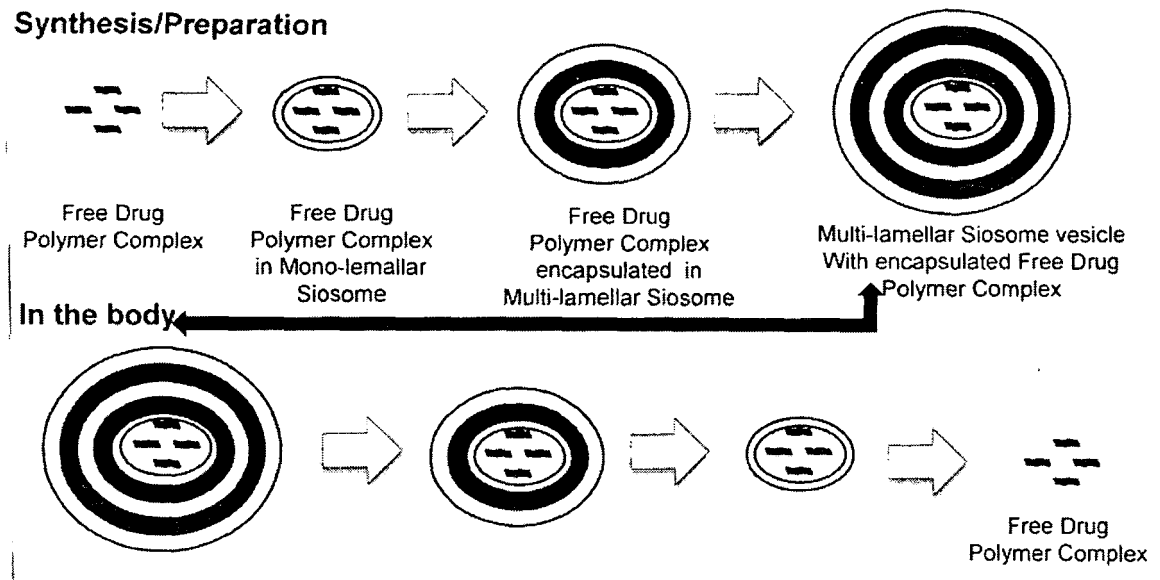 Synthesis/Preparation
Free Drug
Polymer Complex
Free Drug
Polymer Complex
in Mono-lemallar
Siosome
Free Drug
Polymer Complex
encapsulated in
Multi-lamellar Siosome
Multi-lamellar Siosome vesicle
With encapsulated Free Drug
Polymer Complex
In the body
Free Drug
Polymer Complex